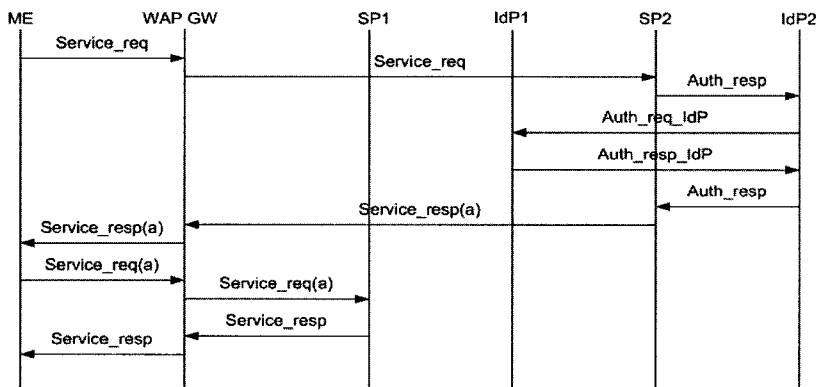 ME WAP GW SP1 IdP1 SP2 IdP2
Service_req
Service_req
Auth_resp
Auth_req_IdP
Auth_resp_IdP
Auth_resp
Service_resp(a)
Service_resp(a)
Service_req(a)
Service_req(a)
Service_resp
Service_resp